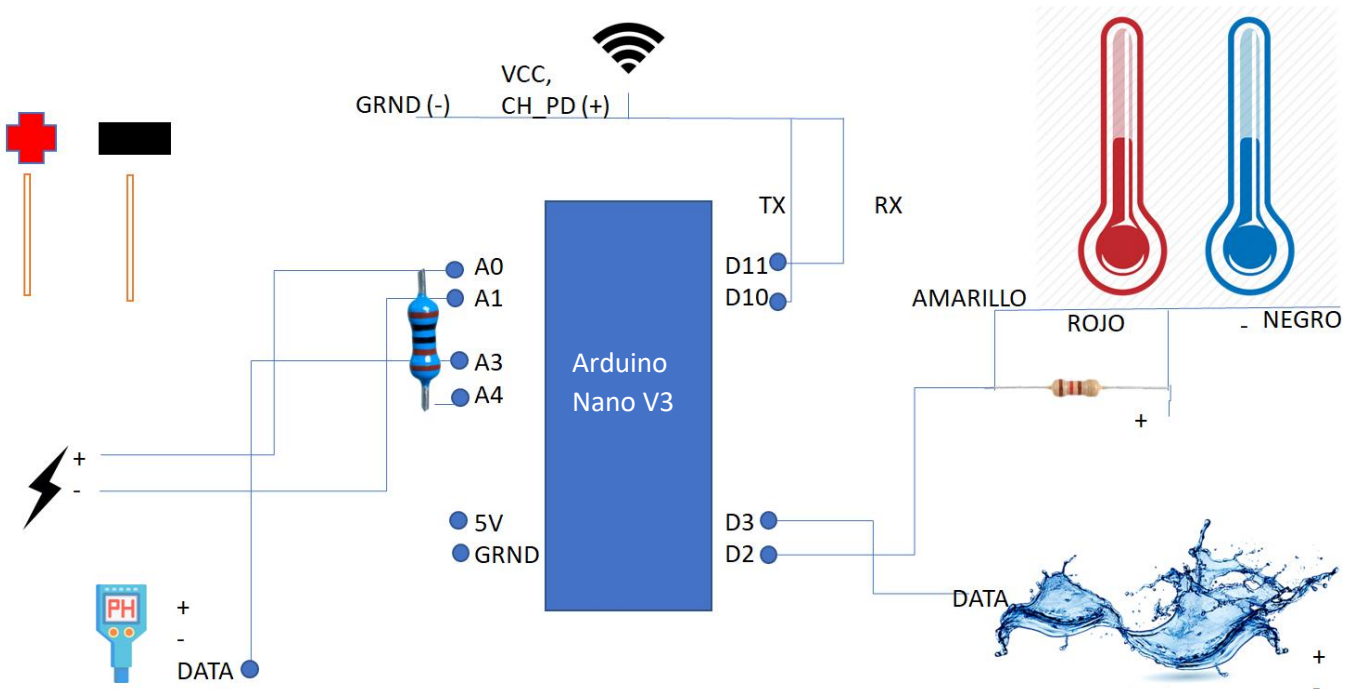 VCC,
GRND (-) CH_PD (+)
TX RX
A0
A1
A3
A4
5V
GRND
D11
D10
D3
D2
Arduino
Nano V3
AMARILLO
ROJO
- NEGRO
+
+
-
PH
+
-
DATA
DATA
+
-